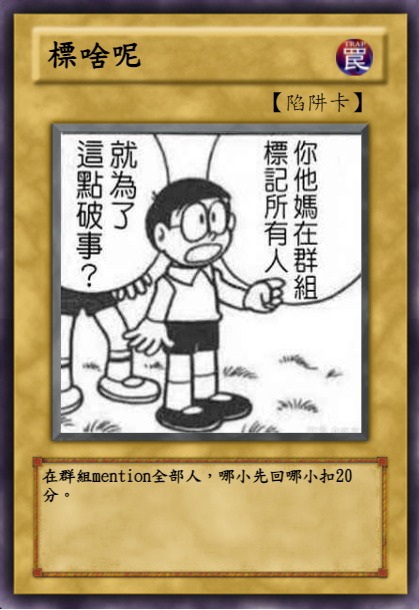 標啥呢
TRAP
罠
【陷阱卡】
你他媽在群組
標記所有人
就為了
這點破事？
在群組mention全部人，哪小先回哪小扣20
分。